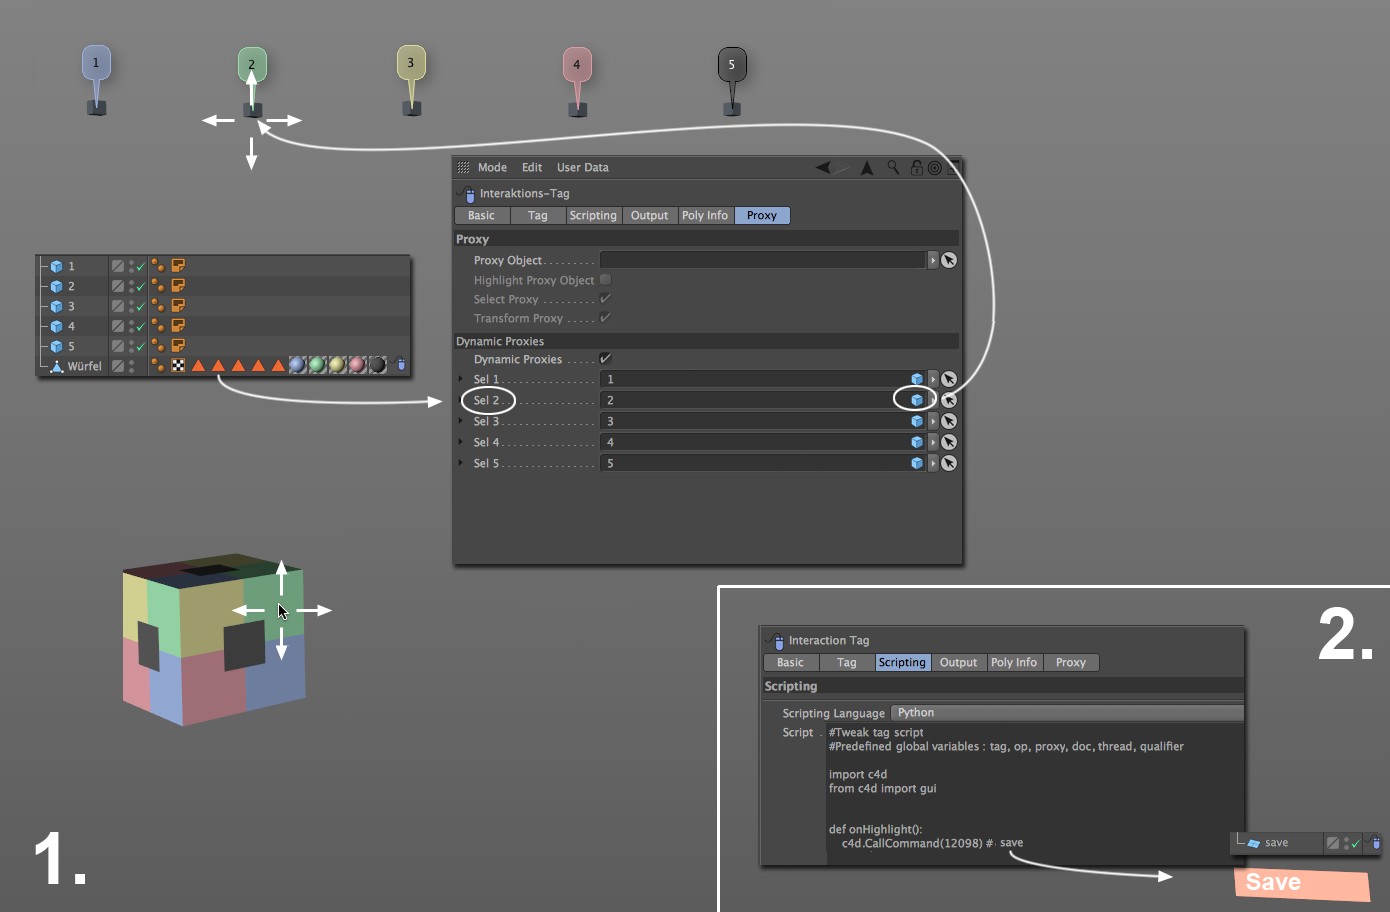 1
2
3
4
5
Mode Edit User Data
Interaktions-Tag
Basic Tag Scripting Output Poly Info Proxy
Proxy
Proxy Object
Highlight Proxy Object
Select Proxy
Transform Proxy
Dynamic Proxies
Dynamic Proxies
Sel 1 1
Sel 2 2
Sel 3 3
Sel 4 4
Sel 5 5
1
2
3
4
5
Würfel
1.
2.
Interaction Tag
Basic Tag Scripting Output Poly Info Proxy
Scripting
Scripting Language Python
Script #Tweak tag script
#Predefined global variables : tag, op, proxy, doc, thread, qualifier
import c4d
from c4d import gui
def onHighlight():
c4d.CallCommand(12098) # save
save
Save